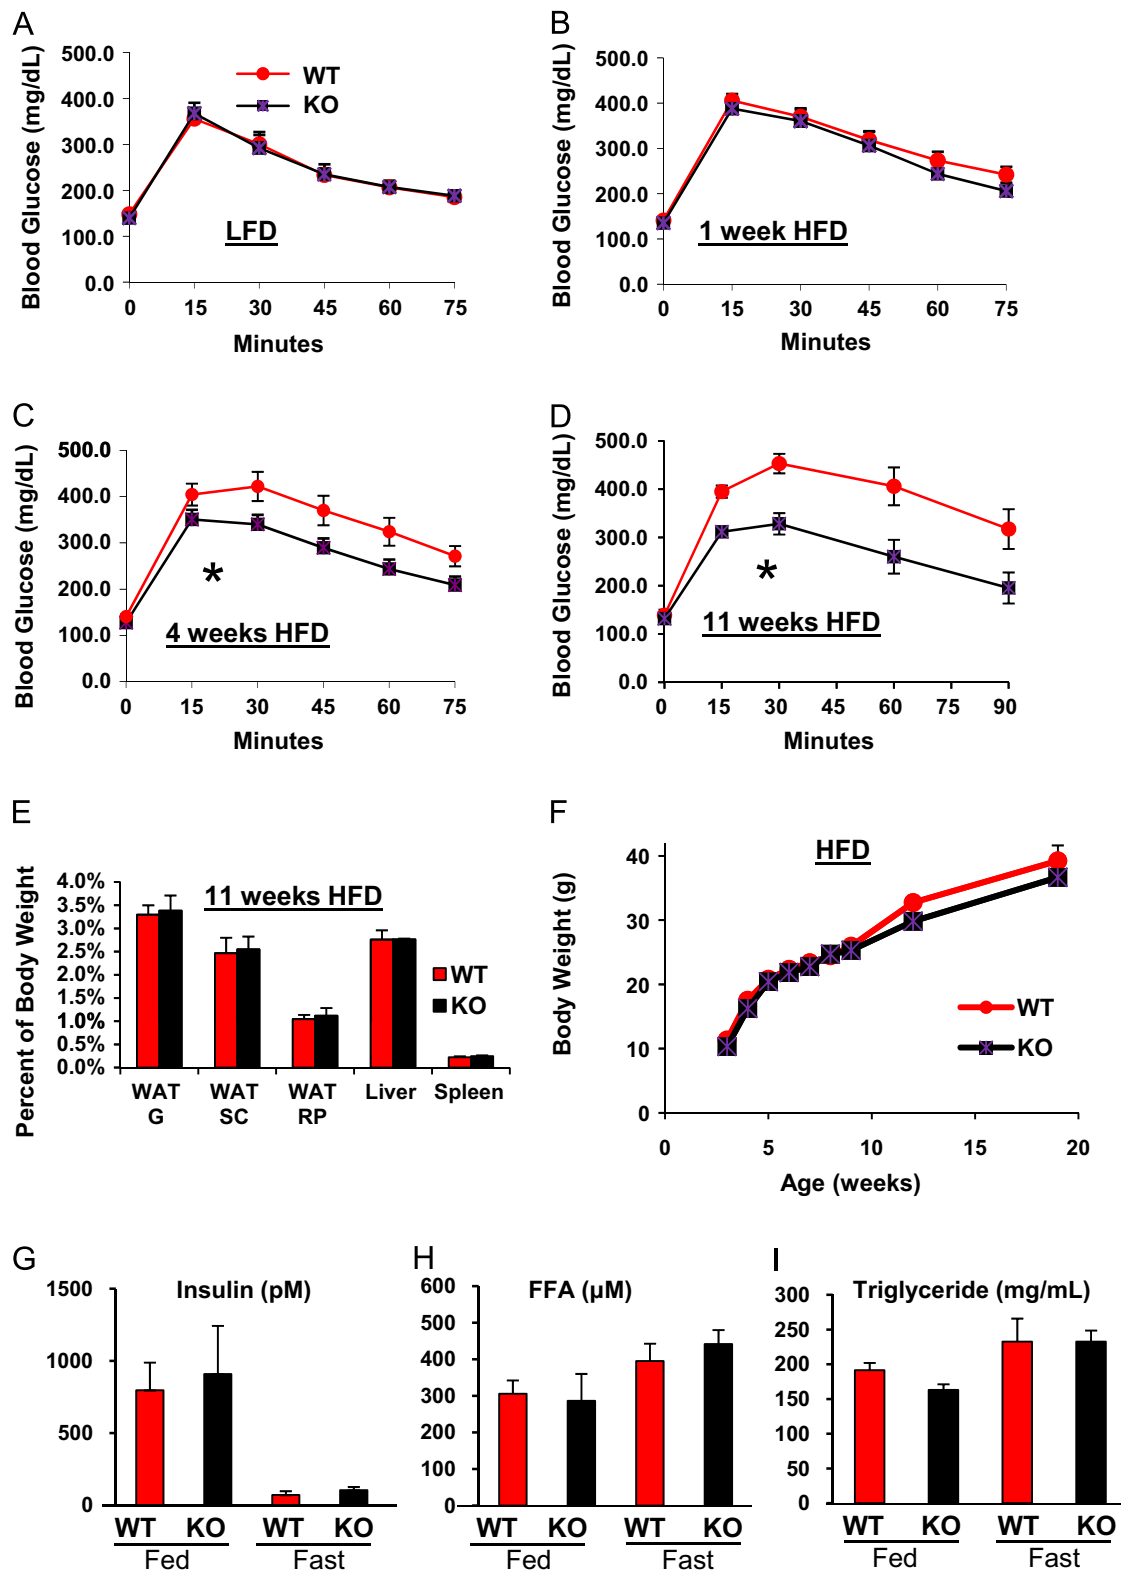 A
Blood Glucose (mg/dL)
500.0
400.0
300.0
200.0
100.0
0.0
WT
KO
LFD
0 15 30 45 60 75
Minutes
B
Blood Glucose (mg/dL)
500.0
400.0
300.0
200.0
100.0
0.0
1 week HFD
0 15 30 45 60 75
Minutes
C
Blood Glucose (mg/dL)
500.0
400.0
300.0
200.0
100.0
0.0
*
4 weeks HFD
0 15 30 45 60 75
Minutes
D
Blood Glucose (mg/dL)
500.0
400.0
300.0
200.0
100.0
0.0
*
11 weeks HFD
0 15 30 45 60 75 90
Minutes
E
Percent of Body Weight
4.0%
3.5%
3.0%
2.5%
2.0%
1.5%
1.0%
0.5%
0.0%
11 weeks HFD
WT
KO
WAT WAT WAT Liver Spleen
G SC RP
F
Body Weight (g)
40
30
20
10
0
HFD
WT
KO
0 5 10 15 20
Age (weeks)
G
Insulin (pM)
1500
1000
500
0
WT KO WT KO
Fed Fast
H
FFA (µM)
600
500
400
300
200
100
0
WT KO WT KO
Fed Fast
I
Triglyceride (mg/mL)
300
250
200
150
100
50
0
WT KO WT KO
Fed Fast